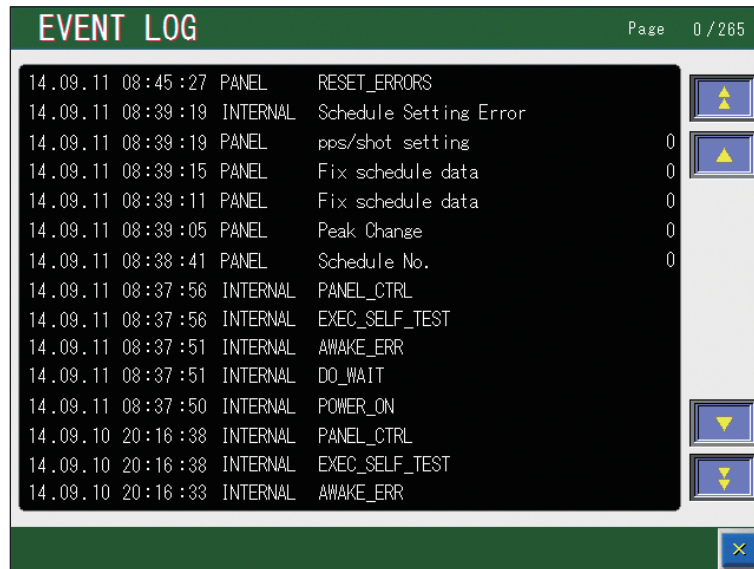 EVENT LOG Page 0/265
14.09.11 08:45:27 PANEL RESET_ERRORS
14.09.11 08:39:19 INTERNAL Schedule Setting Error
14.09.11 08:39:19 PANEL pps/shot setting 0
14.09.11 08:39:15 PANEL Fix schedule data 0
14.09.11 08:39:11 PANEL Fix schedule data 0
14.09.11 08:39:05 PANEL Peak Change 0
14.09.11 08:38:41 PANEL Schedule No. 0
14.09.11 08:37:56 INTERNAL PANEL_CTRL
14.09.11 08:37:56 INTERNAL EXEC_SELF_TEST
14.09.11 08:37:51 INTERNAL AWAKE_ERR
14.09.11 08:37:51 INTERNAL DO_WAIT
14.09.11 08:37:50 INTERNAL POWER_ON
14.09.10 20:16:38 INTERNAL PANEL_CTRL
14.09.10 20:16:38 INTERNAL EXEC_SELF_TEST
14.09.10 20:16:33 INTERNAL AWAKE_ERR